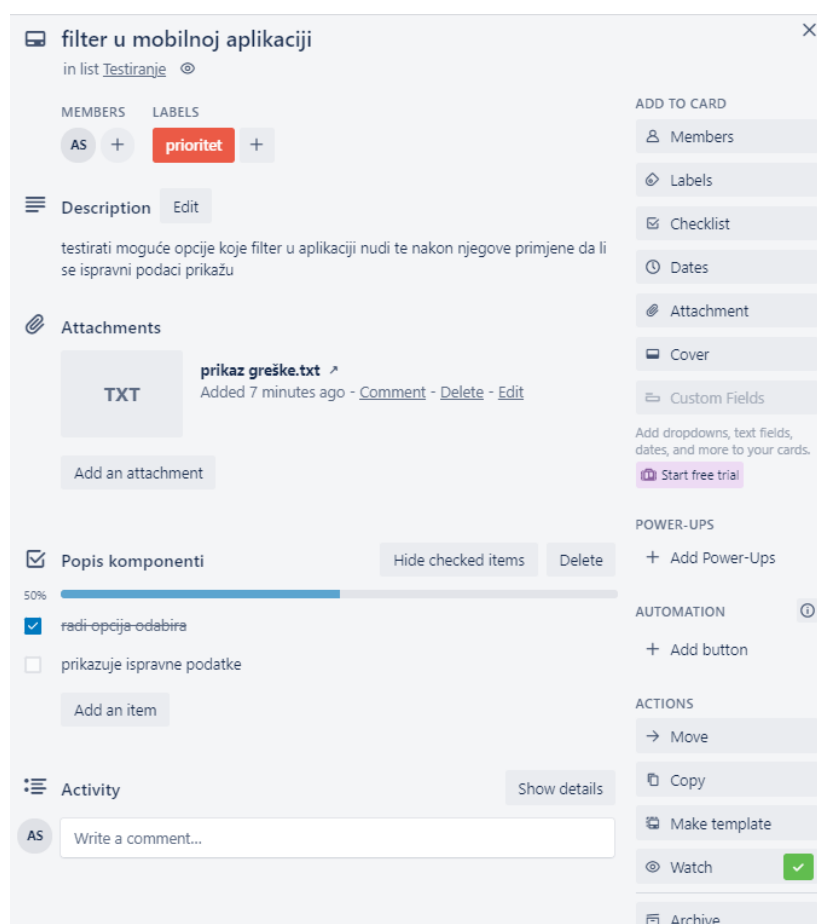 filter u mobilnoj aplikaciji
in list Testiranje
MEMBERS
LABELS
AS
+
prioritet
+
Description
Edit
testirati moguće opcije koje filter u aplikaciji nudi te nakon njegove primjene da li
se ispravni podaci prikažu
Attachments
TXT
prikaz greške.txt ↗
Added 7 minutes ago - Comment - Delete - Edit
Add an attachment
Popis komponenti
Hide checked items
Delete
50%
radi opcija odabira
prikazuje ispravne podatke
Add an item
Activity
Show details
AS
Write a comment...
ADD TO CARD
Members
Labels
Checklist
Dates
Attachment
Cover
Custom Fields
Add dropdowns, text fields,
dates, and more to your cards.
Start free trial
POWER-UPS
+ Add Power-Ups
AUTOMATION
+ Add button
ACTIONS
→ Move
Copy
Make template
Watch
Archive